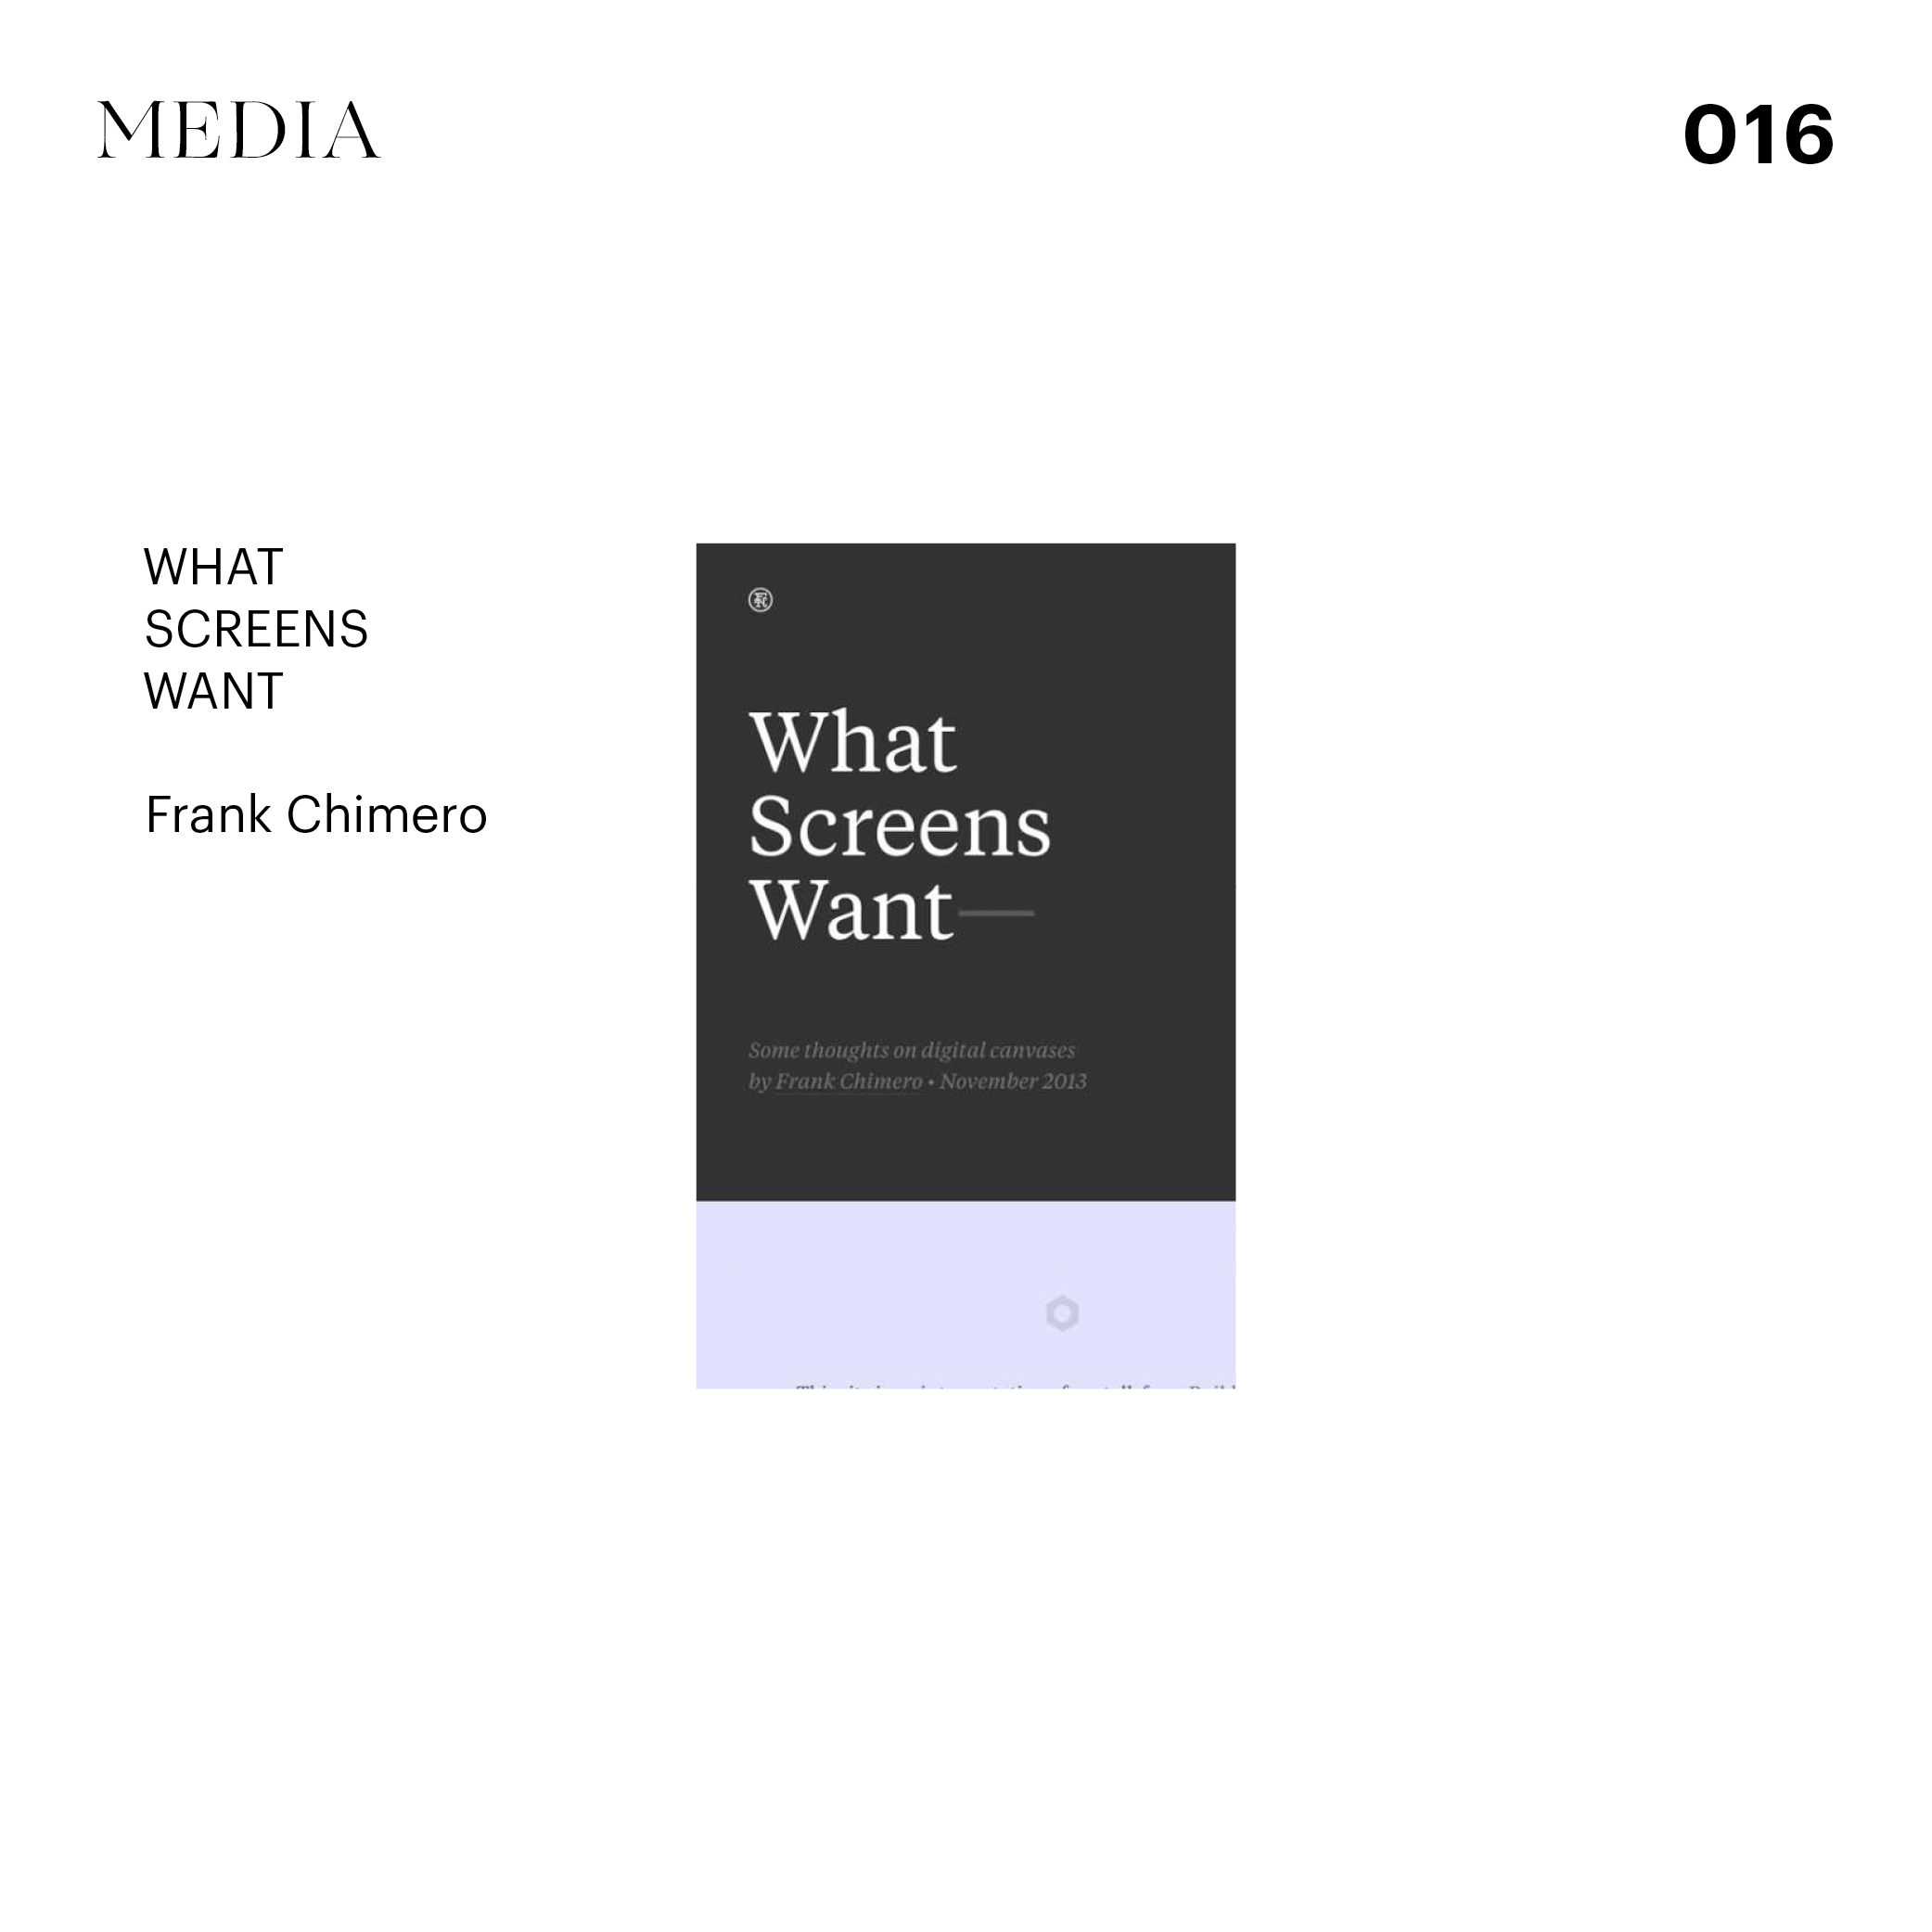 MEDIA
016
WHAT
SCREENS
WANT
Frank Chimero
What
Screens
Want—
Some thoughts on digital canvases
by Frank Chimero • November 2013